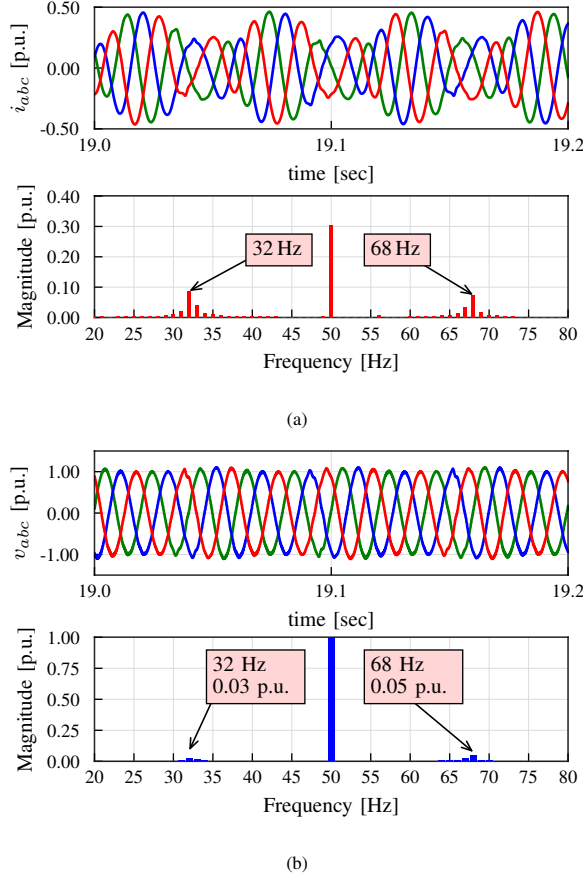 0.50
0.00
-0.50
i_abc [p.u.]
19.0 19.1 19.2
time [sec]
0.40
0.30
0.20
0.10
0.00
Magnitude [p.u.]
32 Hz
68 Hz
20 25 30 35 40 45 50 55 60 65 70 75 80
Frequency [Hz]
(a)
1.00
0.00
-1.00
v_abc [p.u.]
19.0 19.1 19.2
time [sec]
1.00
0.75
0.50
0.25
0.00
Magnitude [p.u.]
32 Hz
0.03 p.u.
68 Hz
0.05 p.u.
20 25 30 35 40 45 50 55 60 65 70 75 80
Frequency [Hz]
(b)